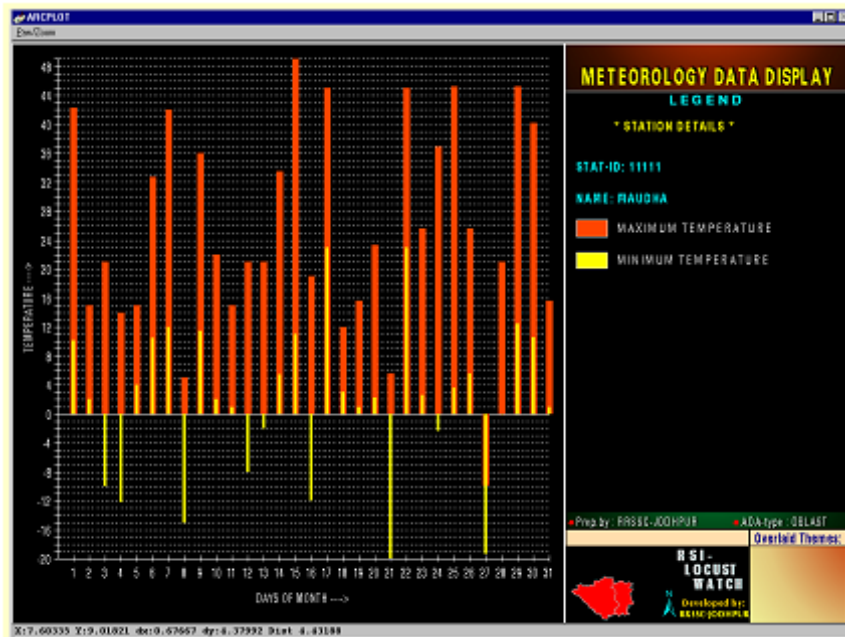 ARCPLOT
Pan/Zoom
48
44
40
36
32
28
24
20
16
12
8
4
0
-4
-8
-12
-16
-20
TEMPERATURE --->
1 2 3 4 5 6 7 8 9 10 11 12 13 14 15 16 17 18 19 20 21 22 23 24 25 26 27 28 29 30 31
DAYS OF MONTH --->
METEOROLOGY DATA DISPLAY
LEGEND
* STATION DETAILS *
STAT-ID: 11111
NAME: MAUDHA
MAXIMUM TEMPERATURE
MINIMUM TEMPERATURE
Prep by : RRSSC-JODHPUR
ADA-type : OBLAST
Overlaid Themes:
RSI-
LOCUST
WATCH
N
Developed by:
RRSSC-JODHPUR
X:7.60335 Y:9.01821 dx:0.67667 dy:4.37992 Dist 4.43188